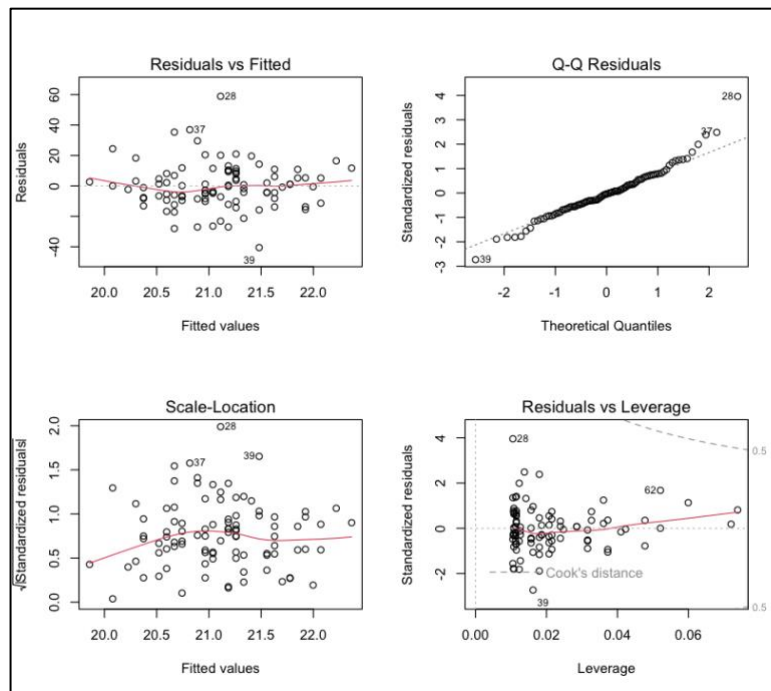 Residuals vs Fitted
Residuals
60
20
0
-40
28
37
39
20.0 20.5 21.0 21.5 22.0
Fitted values
Q-Q Residuals
Standardized residuals
4
3
2
1
0
-1
-2
-3
28
37
39
-2 -1 0 1 2
Theoretical Quantiles
Scale-Location
√|Standardized residuals|
2.0
1.5
1.0
0.5
0.0
28
37
39
20.0 20.5 21.0 21.5 22.0
Fitted values
Residuals vs Leverage
Standardized residuals
4
2
0
-2
28
62
39
Cook's distance
0.5
0.5
0.00 0.02 0.04 0.06
Leverage